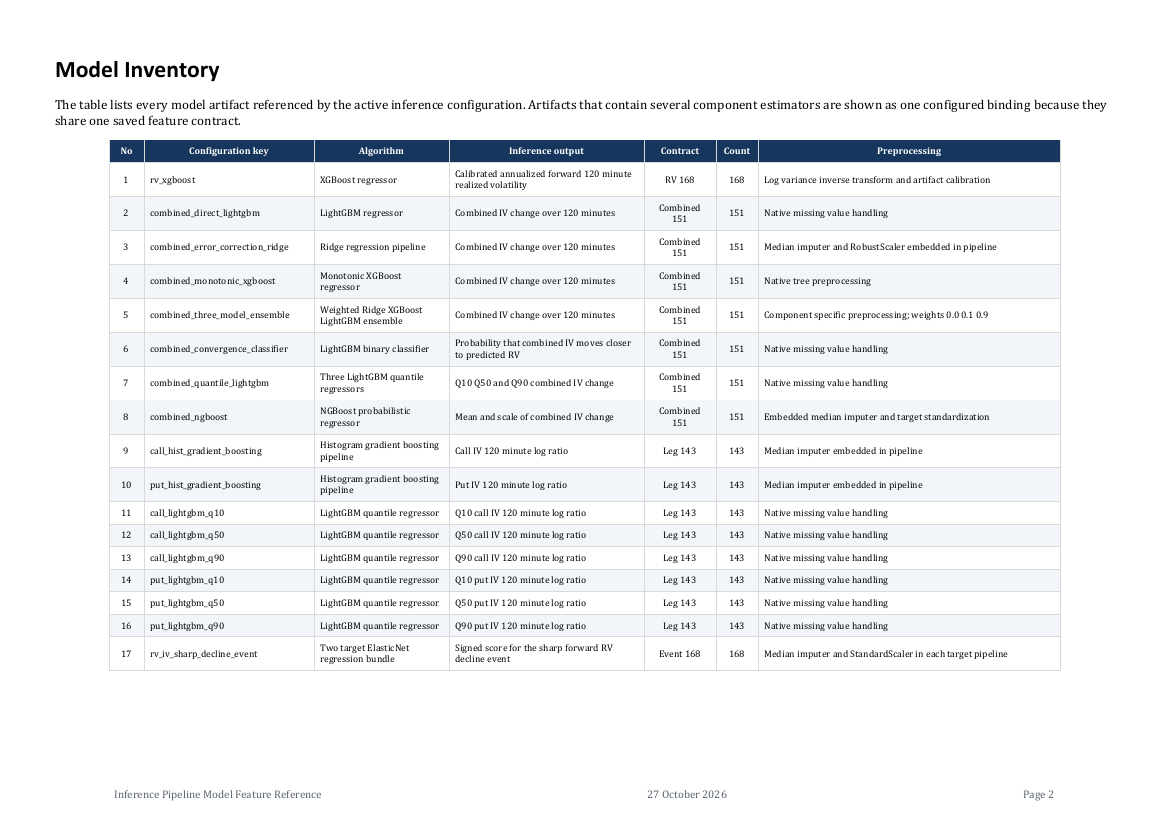 Model Inventory
The table lists every model artifact referenced by the active inference configuration. Artifacts that contain several component estimators are shown as one configured binding because they
share one saved feature contract.
No Configuration key Algorithm Inference output Contract Count Preprocessing
1 rv_xgboost XGBoost regressor Calibrated annualized forward 120 minute realized volatility RV 168 168 Log variance inverse transform and artifact calibration
2 combined_direct_lightgbm LightGBM regressor Combined IV change over 120 minutes Combined 151 151 Native missing value handling
3 combined_error_correction_ridge Ridge regression pipeline Combined IV change over 120 minutes Combined 151 151 Median imputer and RobustScaler embedded in pipeline
4 combined_monotonic_xgboost Monotonic XGBoost regressor Combined IV change over 120 minutes Combined 151 151 Native tree preprocessing
5 combined_three_model_ensemble Weighted Ridge XGBoost LightGBM ensemble Combined IV change over 120 minutes Combined 151 151 Component specific preprocessing; weights 0.0 0.1 0.9
6 combined_convergence_classifier LightGBM binary classifier Probability that combined IV moves closer to predicted RV Combined 151 151 Native missing value handling
7 combined_quantile_lightgbm Three LightGBM quantile regressors Q10 Q50 and Q90 combined IV change Combined 151 151 Native missing value handling
8 combined_ngboost NGBoost probabilistic regressor Mean and scale of combined IV change Combined 151 151 Embedded median imputer and target standardization
9 call_hist_gradient_boosting Histogram gradient boosting pipeline Call IV 120 minute log ratio Leg 143 143 Median imputer embedded in pipeline
10 put_hist_gradient_boosting Histogram gradient boosting pipeline Put IV 120 minute log ratio Leg 143 143 Median imputer embedded in pipeline
11 call_lightgbm_q10 LightGBM quantile regressor Q10 call IV 120 minute log ratio Leg 143 143 Native missing value handling
12 call_lightgbm_q50 LightGBM quantile regressor Q50 call IV 120 minute log ratio Leg 143 143 Native missing value handling
13 call_lightgbm_q90 LightGBM quantile regressor Q90 call IV 120 minute log ratio Leg 143 143 Native missing value handling
14 put_lightgbm_q10 LightGBM quantile regressor Q10 put IV 120 minute log ratio Leg 143 143 Native missing value handling
15 put_lightgbm_q50 LightGBM quantile regressor Q50 put IV 120 minute log ratio Leg 143 143 Native missing value handling
16 put_lightgbm_q90 LightGBM quantile regressor Q90 put IV 120 minute log ratio Leg 143 143 Native missing value handling
17 rv_iv_sharp_decline_event Two target ElasticNet regression bundle Signed score for the sharp forward RV decline event Event 168 168 Median imputer and StandardScaler in each target pipeline
Inference Pipeline Model Feature Reference 27 October 2026 Page 2